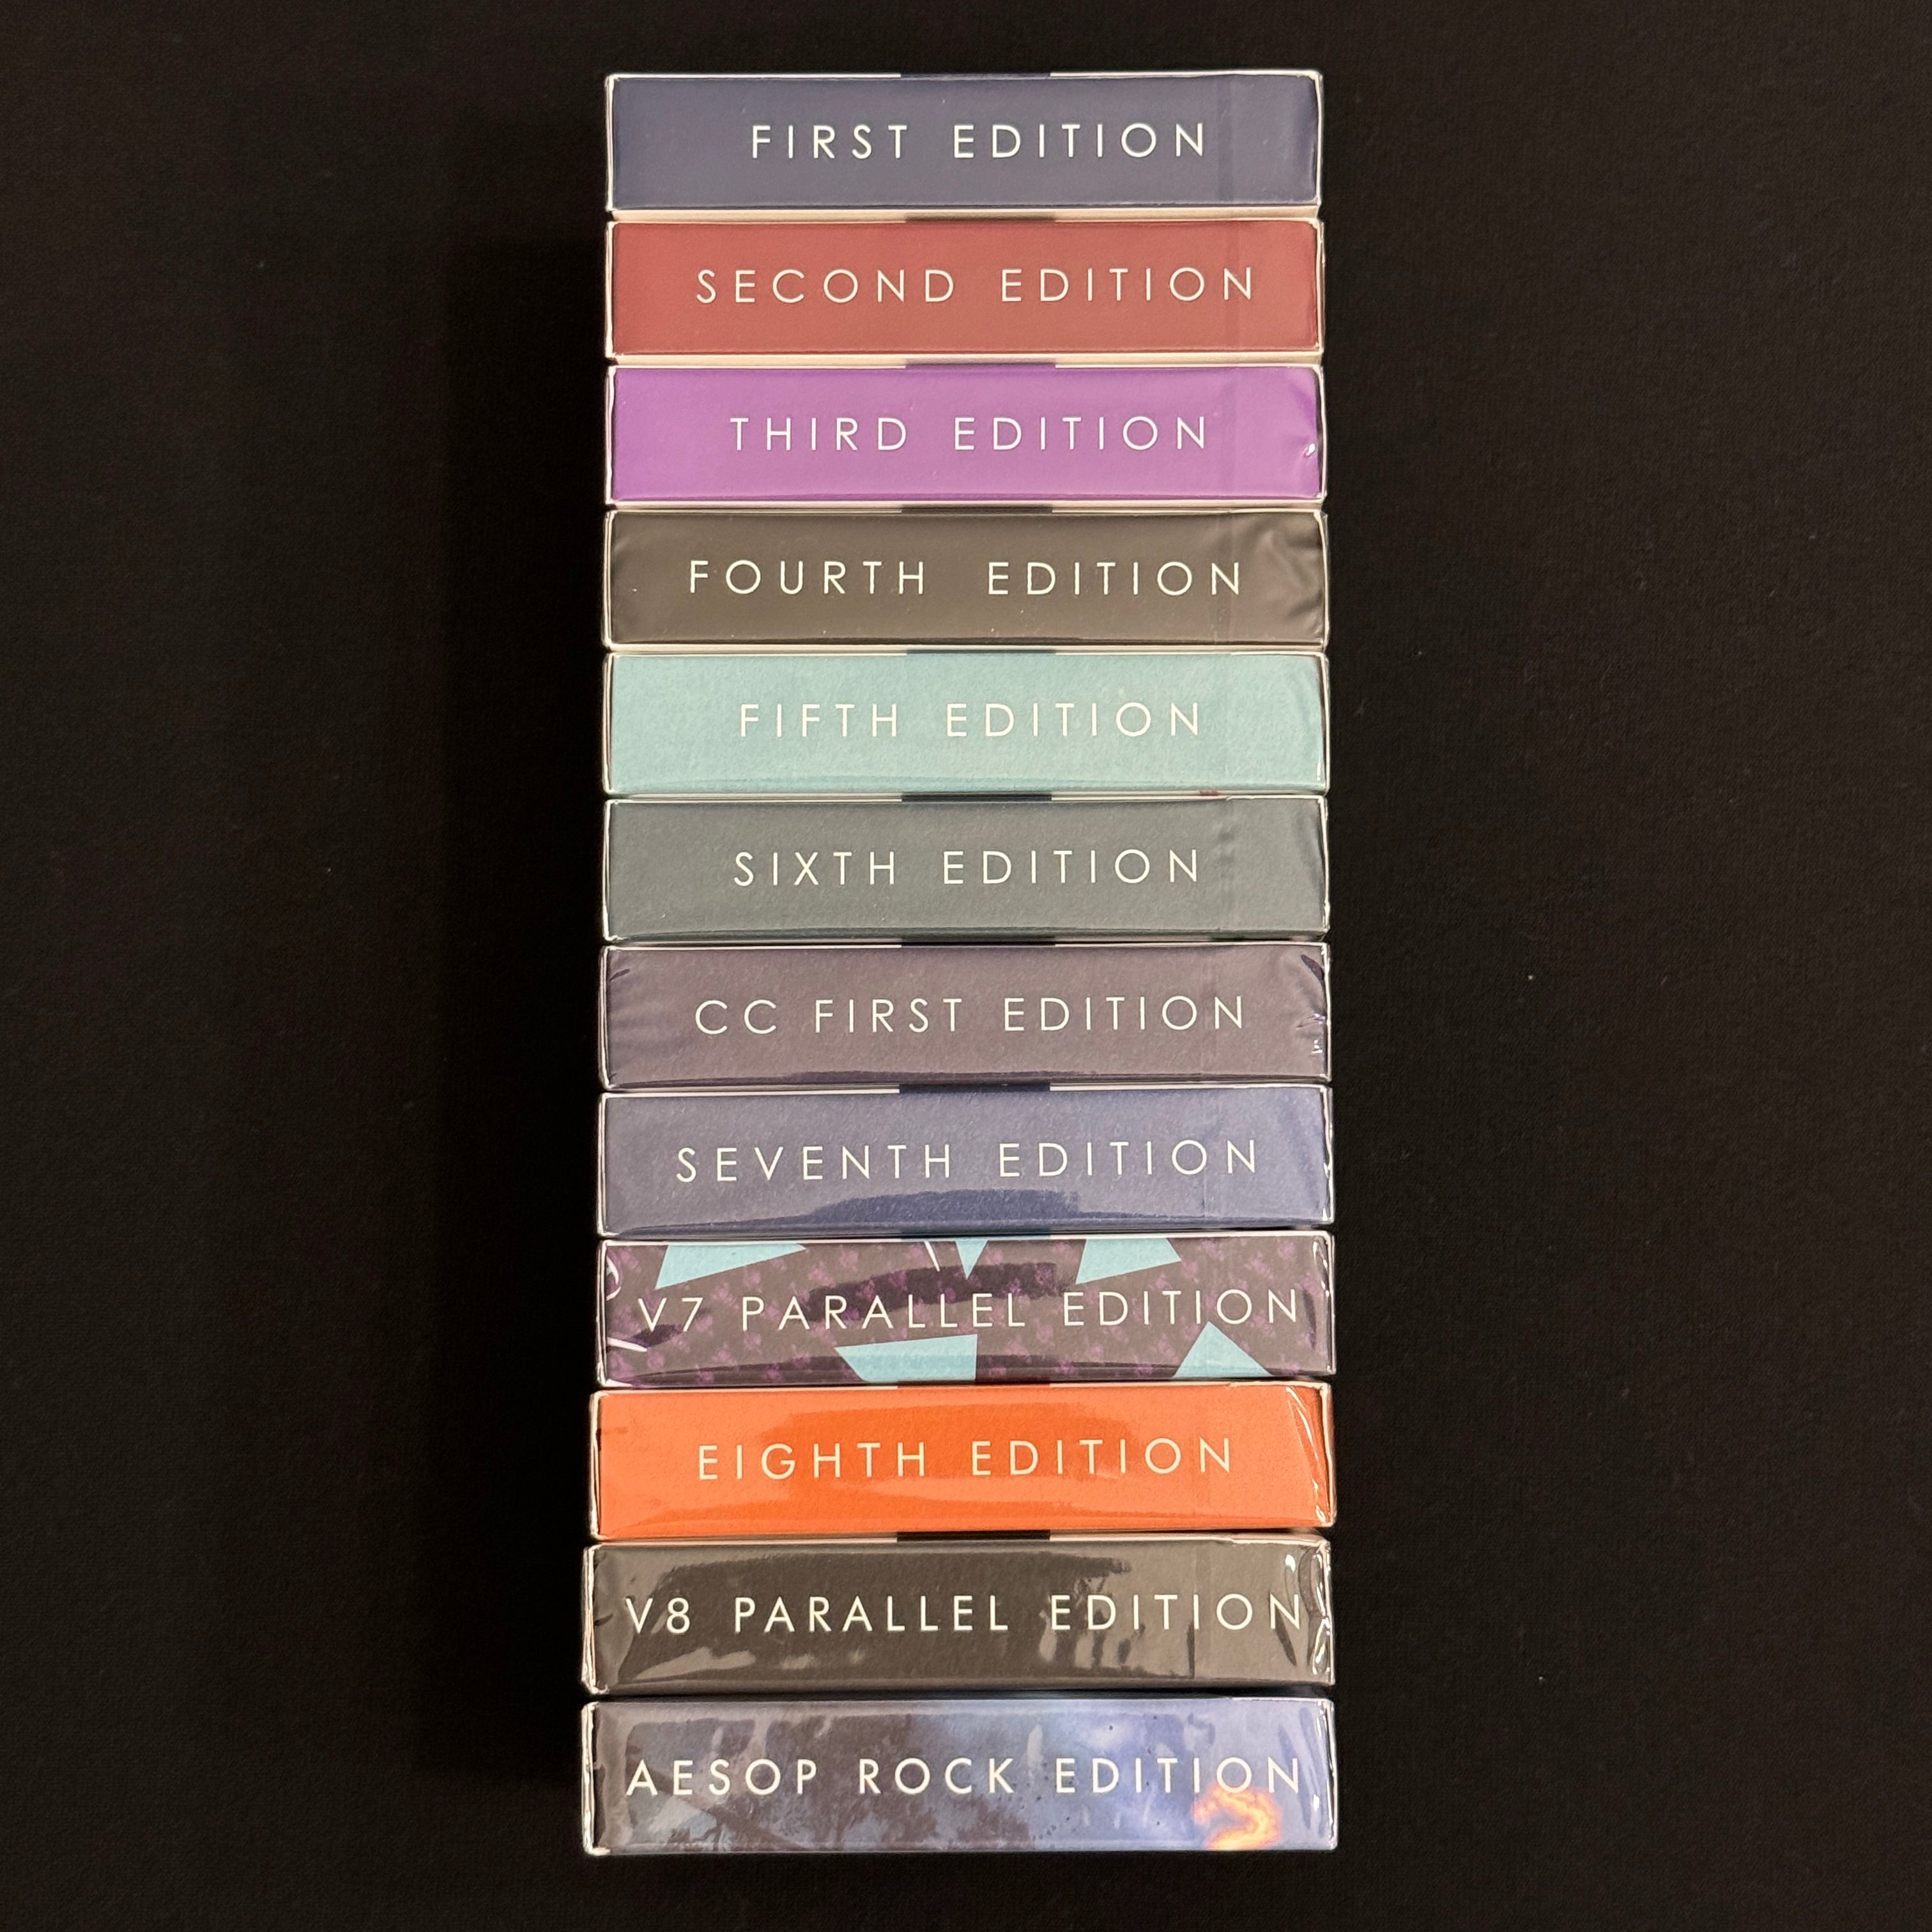 FIRST EDITION
SECOND EDITION
THIRD EDITION
FOURTH EDITION
FIFTH EDITION
SIXTH EDITION
CC FIRST EDITION
SEVENTH EDITION
V7 PARALLEL EDITION
EIGHTH EDITION
V8 PARALLEL EDITION
AESOP ROCK EDITION